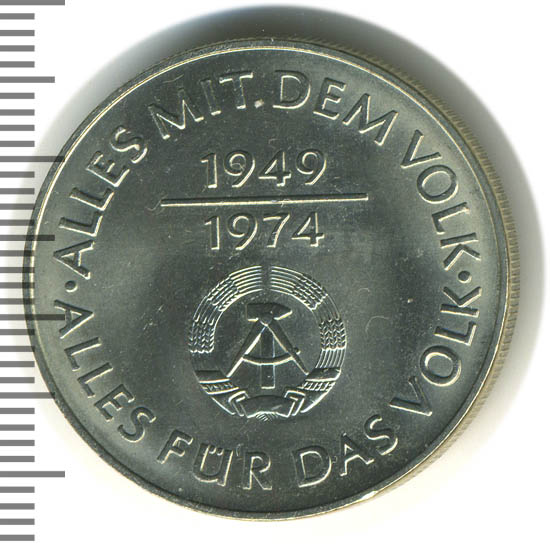 · ALLES MIT DEM VOLK ·
ALLES FÜR DAS VOLK
1949
1974